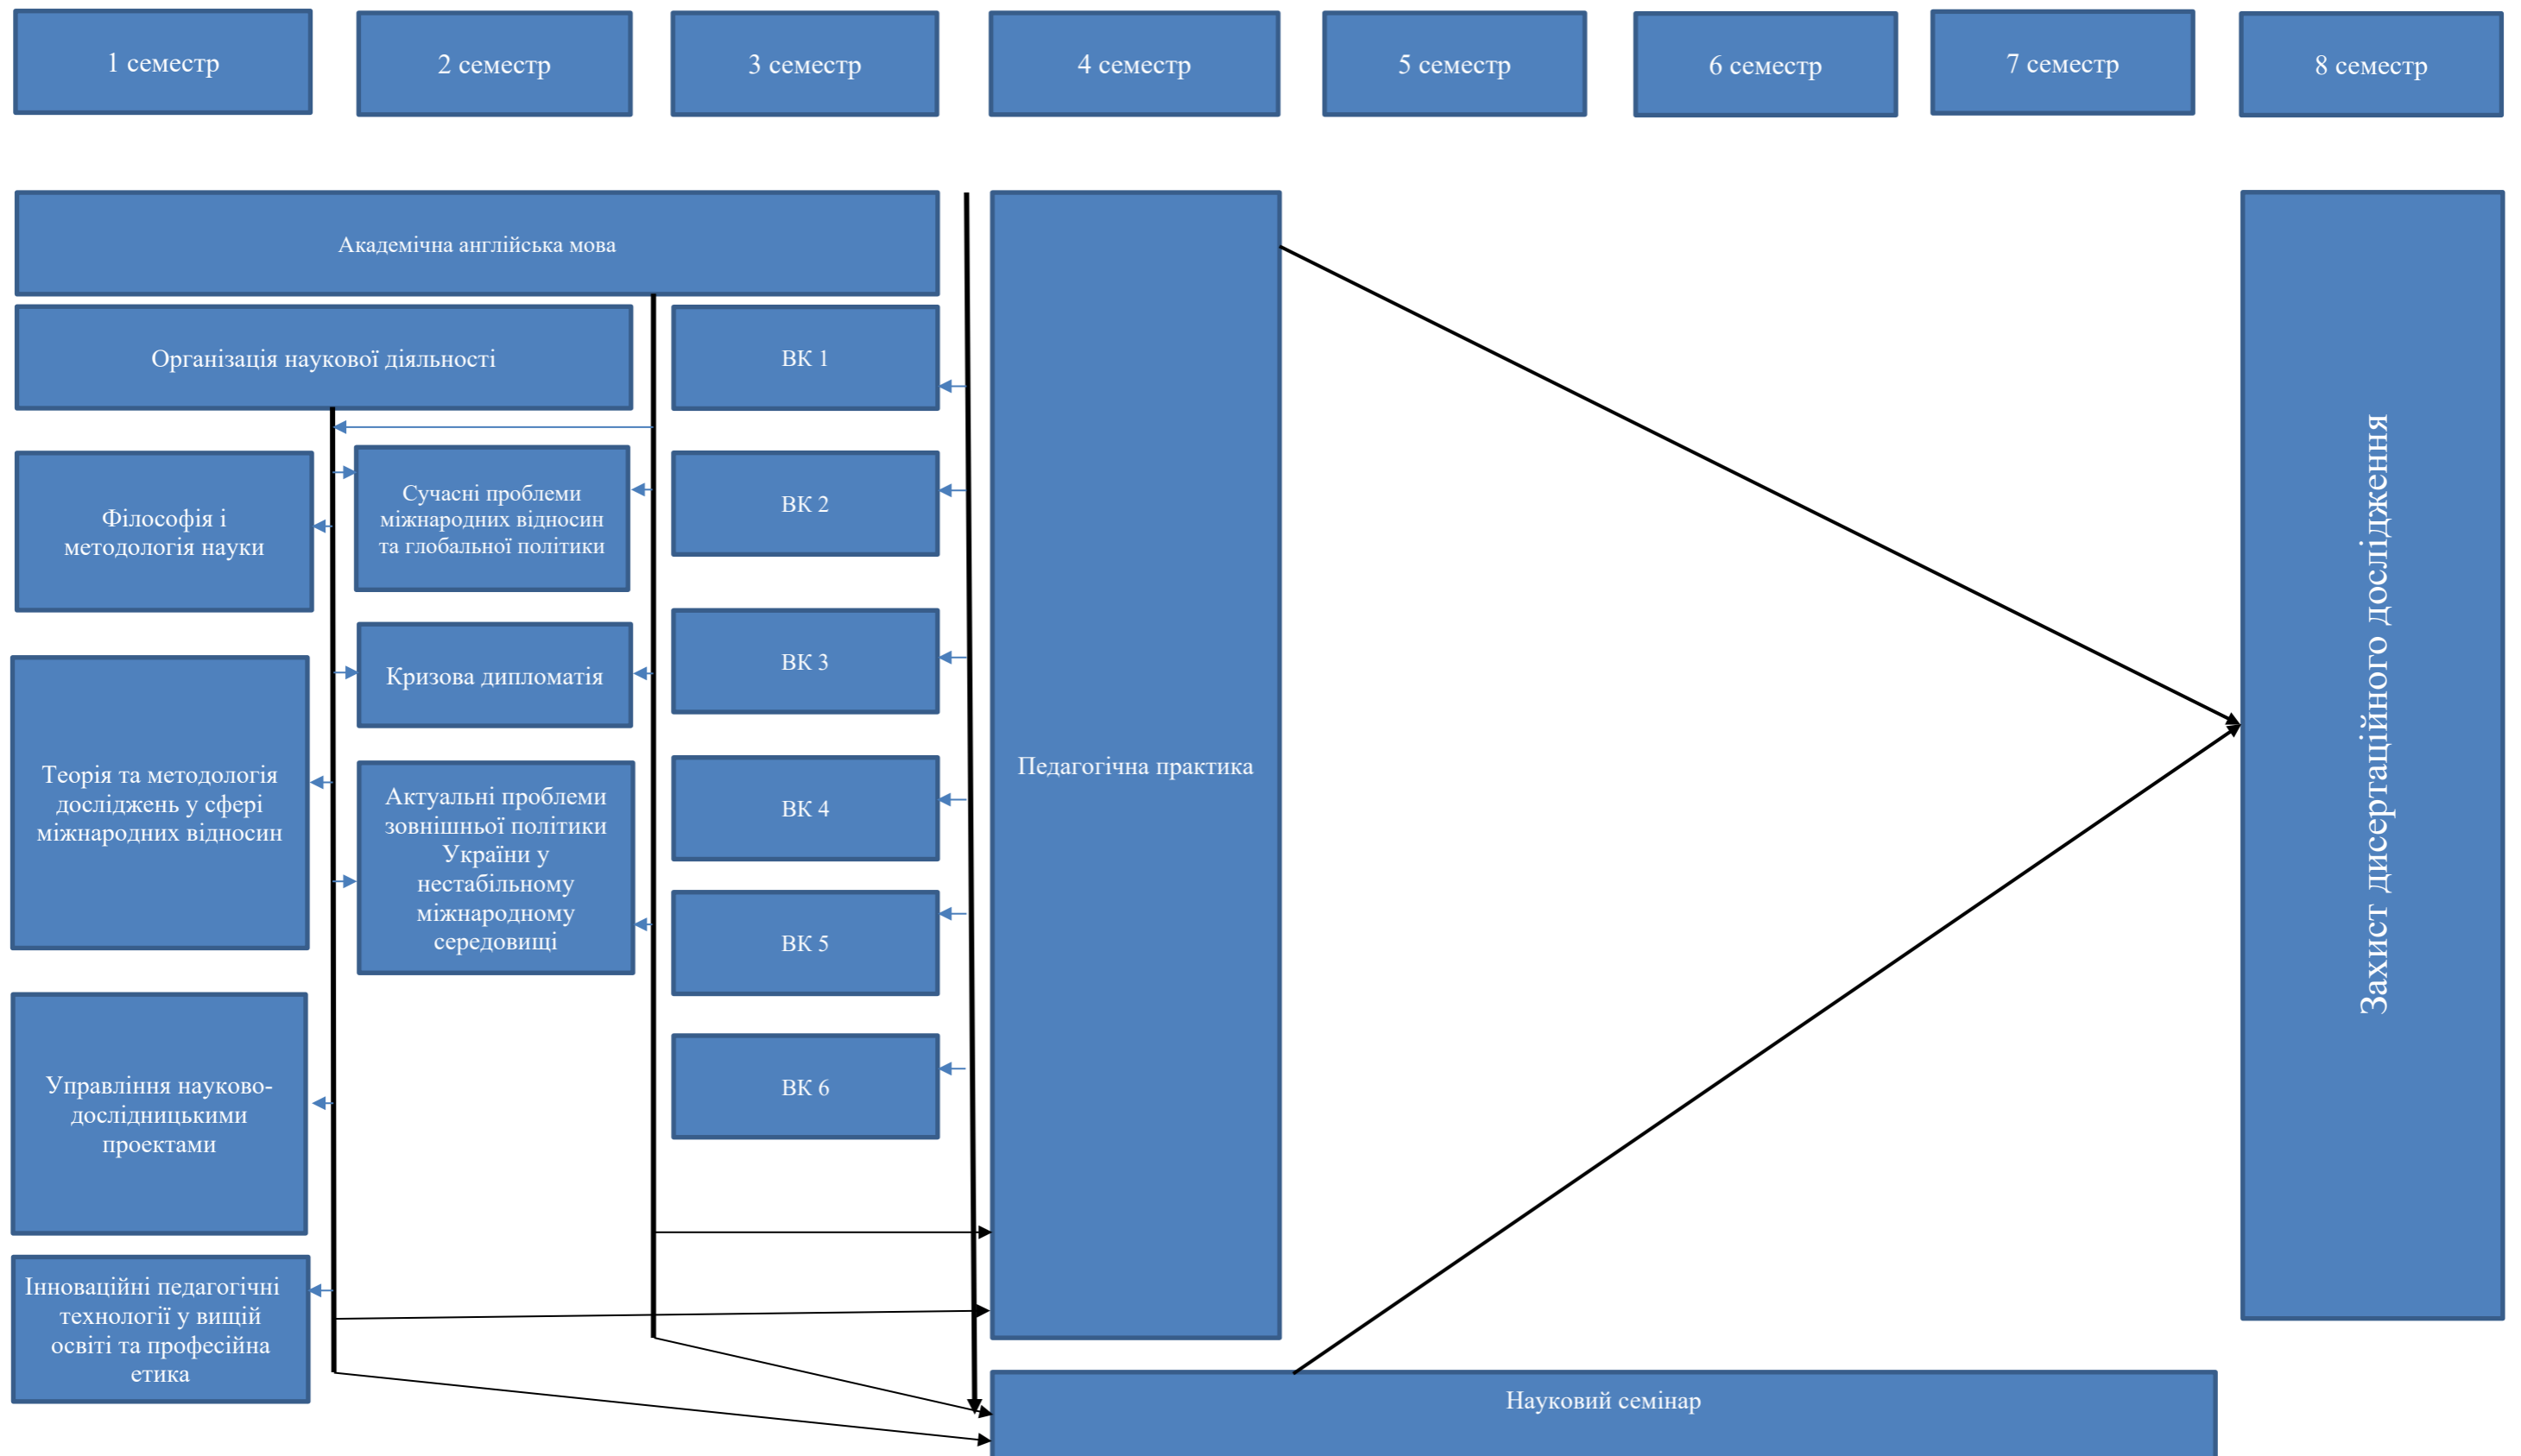 1 семестр
2 семестр
3 семестр
4 семестр
5 семестр
6 семестр
7 семестр
8 семестр
Академічна англійська мова
Організація наукової діяльності
ВК 1
Філософія і
методологія науки
Сучасні проблеми
міжнародних відносин
та глобальної політики
ВК 2
Кризова дипломатія
ВК 3
Теорія та методологія
досліджень у сфері
міжнародних відносин
Актуальні проблеми
зовнішньої політики
України у
нестабільному
міжнародному
середовищі
ВК 4
ВК 5
Педагогічна практика
Захист дисертаційного дослідження
Управління науково-
дослідницькими
проектами
ВК 6
Інноваційні педагогічні
технології у вищій
освіті та професійна
етика
Науковий семінар